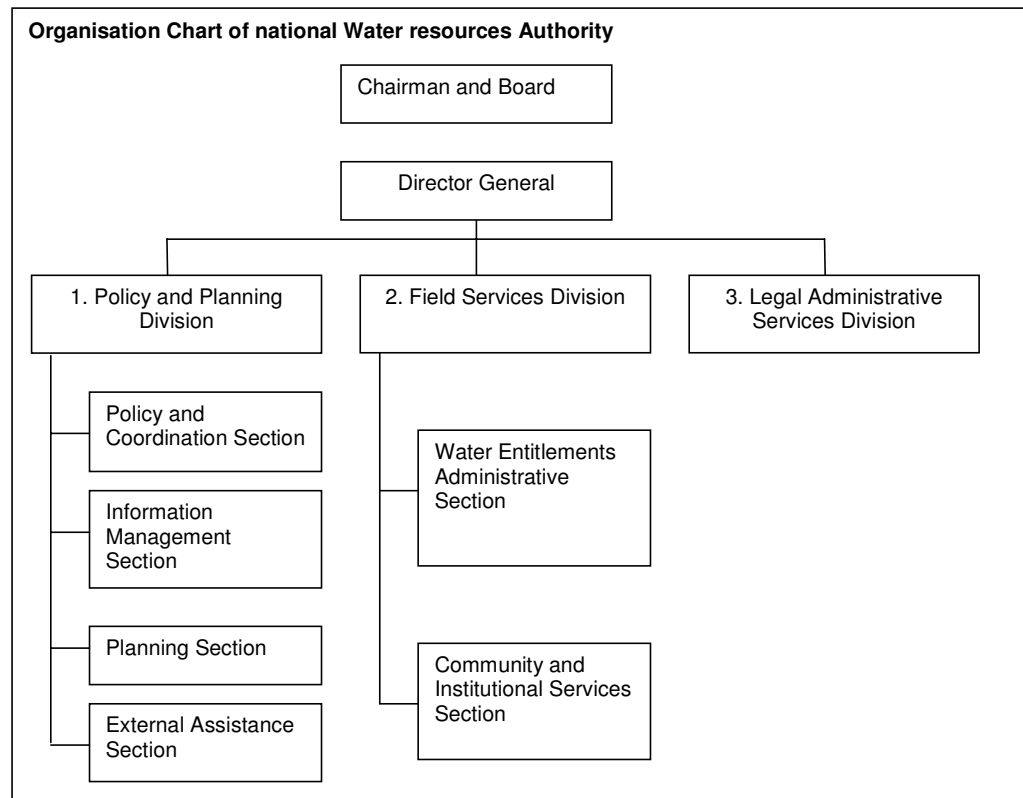 Organisation Chart of national Water resources Authority
Chairman and Board
Director General
1. Policy and Planning
Division
2. Field Services Division
3. Legal Administrative
Services Division
Policy and
Coordination Section
Information
Management
Section
Planning Section
External Assistance
Section
Water Entitlements
Administrative
Section
Community and
Institutional Services
Section